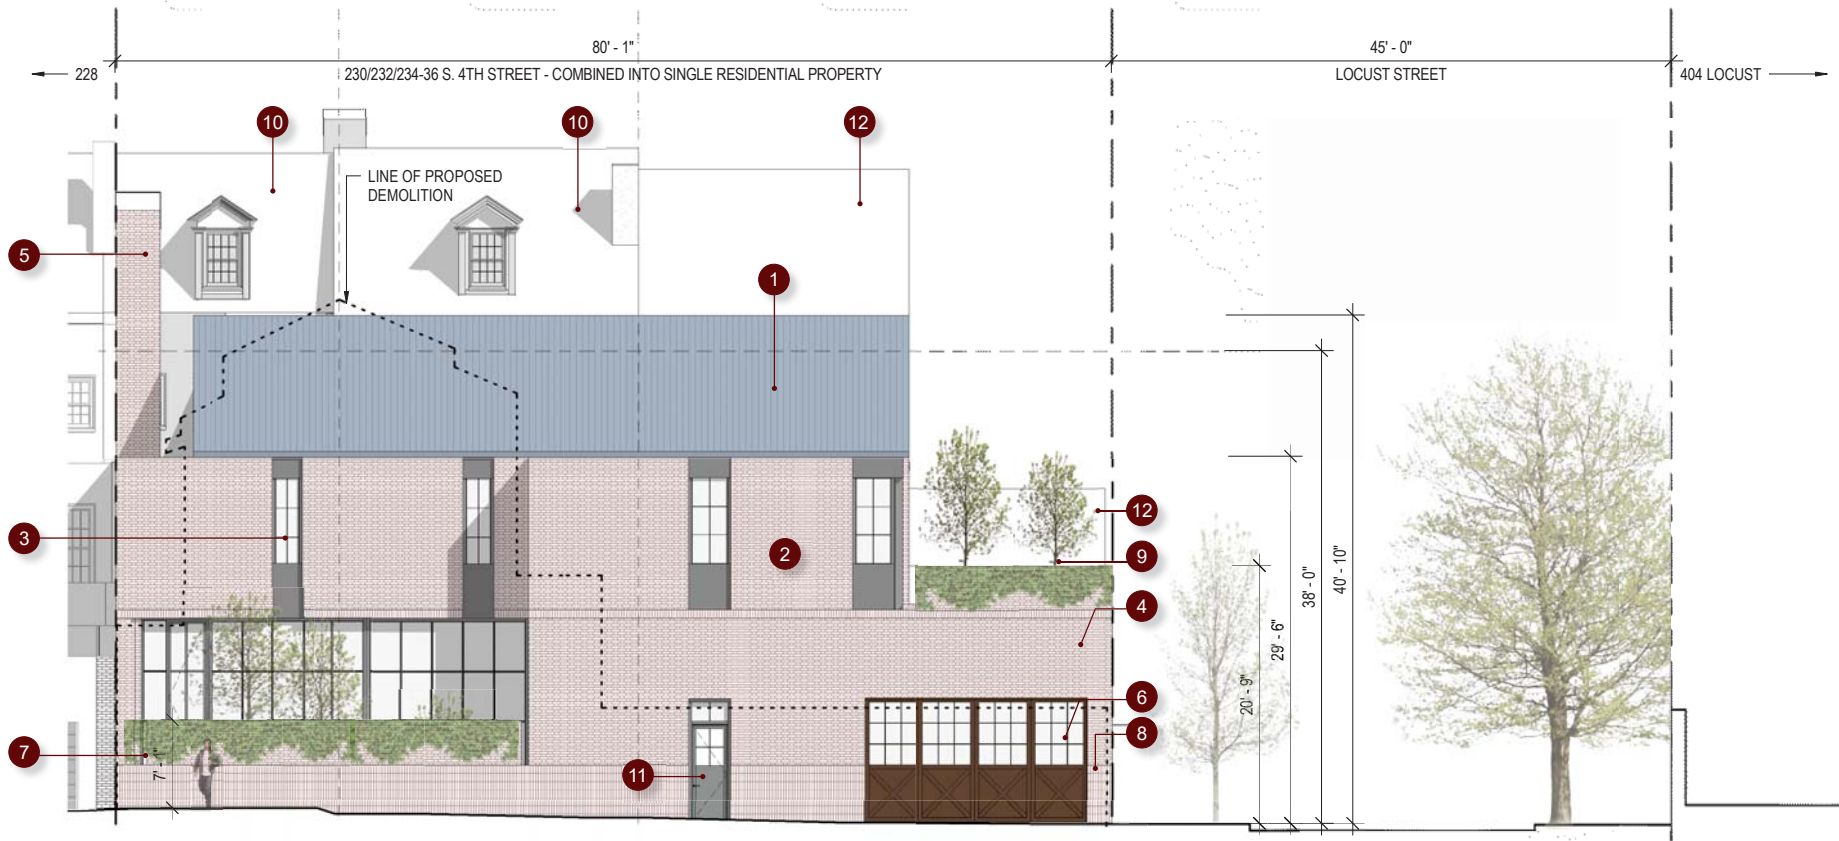 80' - 1"
45' - 0"
228
230/232/234-36 S. 4TH STREET - COMBINED INTO SINGLE RESIDENTIAL PROPERTY
LOCUST STREET
404 LOCUST
10
10
12
LINE OF PROPOSED
DEMOLITION
5
1
3
2
12
9
4
38' - 0"
40' - 10"
29' - 6"
20' - 9"
6
8
7
7' - 1"
11